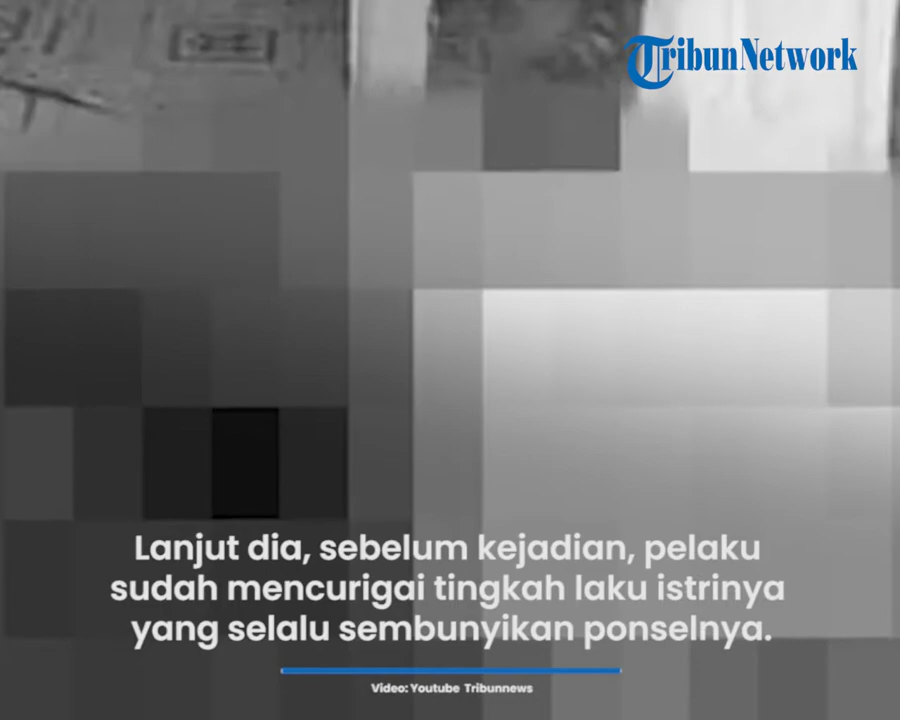 TribunNetwork
Lanjut dia, sebelum kejadian, pelaku
sudah mencurigai tingkah laku istrinya
yang selalu sembunyikan ponselnya.
Video: Youtube Tribunnews